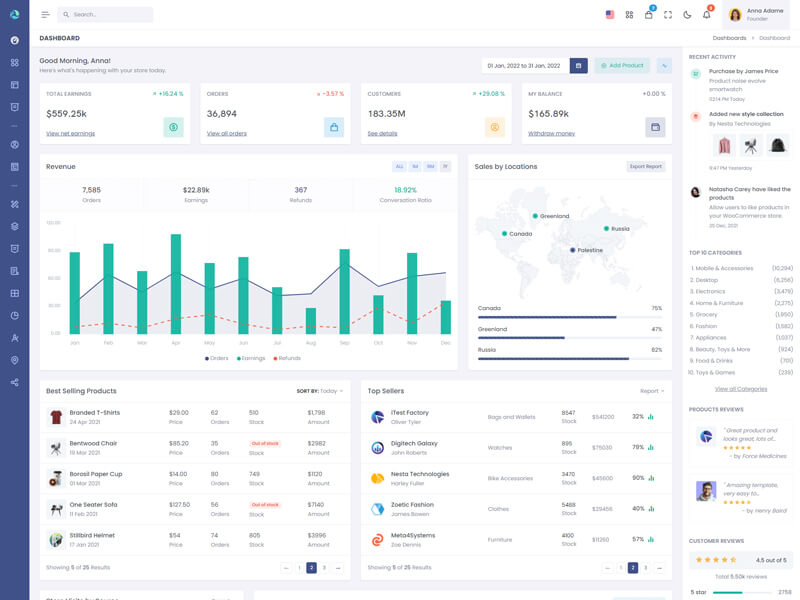 Search...
7
5
Anna Adame
Founder
DASHBOARD
Dashboards > Dashboard
Good Morning, Anna!
Here's what's happening with your store today.
01 Jan, 2022 to 31 Jan, 2022
Add Product
TOTAL EARNINGS
+16.24 %
$559.25k
View net earnings
ORDERS
-3.57 %
36,894
View all orders
CUSTOMERS
+29.08 %
183.35M
See details
MY BALANCE
+0.00 %
$165.89k
Withdraw money
Revenue
ALL 1M 6M 1Y
7,585
Orders
$22.89k
Earnings
367
Refunds
18.92%
Conversation Ratio
120.00
90.00
60.00
30.00
0.00
Jan Feb Mar Apr May Jun Jul Aug Sep Oct Nov Dec
Orders Earnings Refunds
Sales by Locations
Export Report
Greenland
Canada
Russia
Palestine
Canada 75%
Greenland 47%
Russia 82%
Best Selling Products
SORT BY: Today
Branded T-Shirts $29.00 62 510 $1,798
24 Apr 2021 Price Orders Stock Amount
Bentwood Chair $85.20 35 Out of stock $2982
19 Mar 2021 Price Orders Stock Amount
Borosil Paper Cup $14.00 80 749 $1120
01 Mar 2021 Price Orders Stock Amount
One Seater Sofa $127.50 56 Out of stock $7140
11 Feb 2021 Price Orders Stock Amount
Stillbird Helmet $54 74 805 $3996
17 Jan 2021 Price Orders Stock Amount
Showing 5 of 25 Results
← 1 2 3 →
Top Sellers
Report
iTest Factory
Oliver Tyler
Bags and Wallets
8547
Stock
$541200
32%
Digitech Galaxy
John Roberts
Watches
895
Stock
$75030
79%
Nesta Technologies
Harley Fuller
Bike Accessories
3470
Stock
$45600
90%
Zoetic Fashion
James Bowen
Clothes
5488
Stock
$29456
40%
Meta4Systems
Zoe Dennis
Furniture
4100
Stock
$11260
57%
Showing 5 of 25 Results
← 1 2 3 →
RECENT ACTIVITY
Purchase by James Price
Product noise evolve
smartwatch
02:14 PM Today
Added new style collection
By Nesta Technologies
9:47 PM Yesterday
Natasha Carey have liked the
products
Allow users to like products in
your WooCommerce store.
25 Dec, 2021
TOP 10 CATEGORIES
1. Mobile & Accessories (10,294)
2. Desktop (6,256)
3. Electronics (3,479)
4. Home & Furniture (2,275)
5. Grocery (1,950)
6. Fashion (1,582)
7. Appliances (1,037)
8. Beauty, Toys & More (924)
9. Food & Drinks (701)
10. Toys & Games (239)
View all Categories
PRODUCTS REVIEWS
" Great product and
looks great, lots of...
- by Force Medicines
" Amazing template,
very easy to...
- by Henry Baird
CUSTOMER REVIEWS
4.5 out of 5
Total 5.50k reviews
5 star 2758